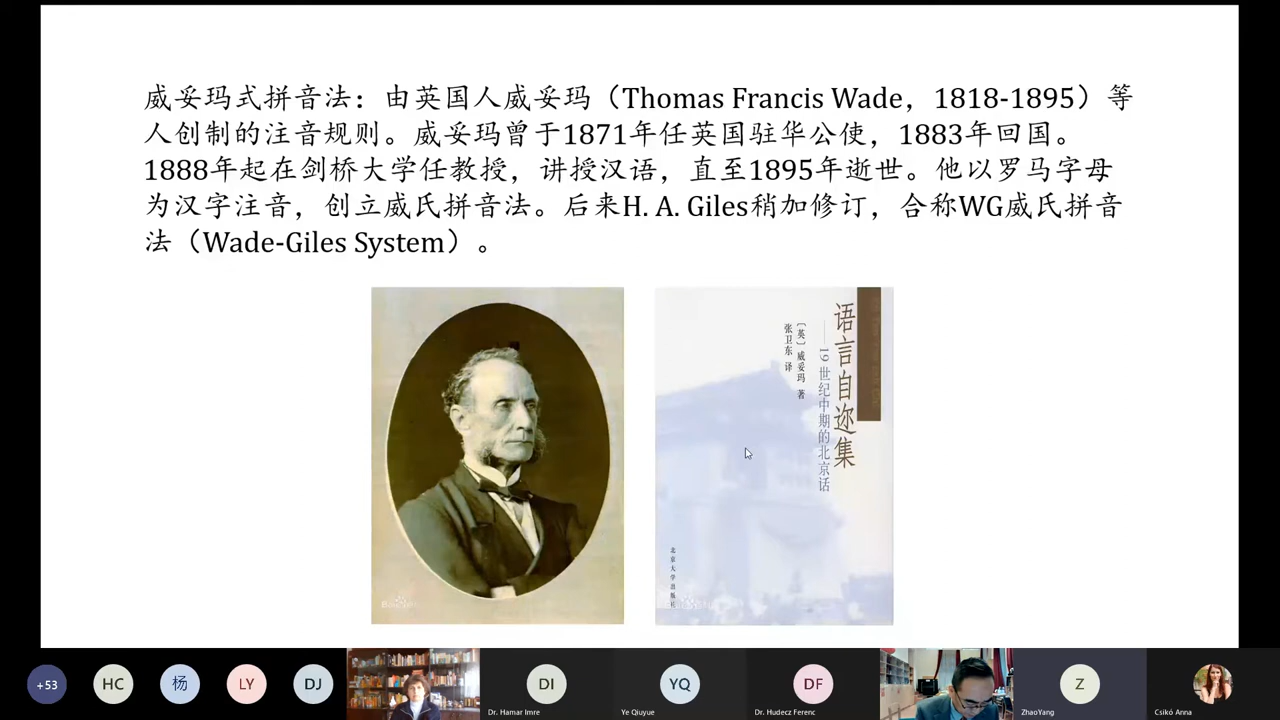 威妥玛式拼音法：由英国人威妥玛（Thomas Francis Wade，1818-1895）等
人创制的注音规则。威妥玛曾于1871年任英国驻华公使，1883年回国。
1888年起在剑桥大学任教授，讲授汉语，直至1895年逝世。他以罗马字母
为汉字注音，创立威氏拼音法。后来H. A. Giles稍加修订，合称WG威氏拼音
法（Wade-Giles System）。
语言自迩集
——19世纪中期的北京话
［英］威妥玛 著
张卫东 译
北京大学出版社
+53
HC
杨
LY
DJ
DI
YQ
DF
Z
Dr. Hamar Imre
Ye Qiuyue
Dr. Hudecz Ferenc
ZhaoYang
Csikó Anna